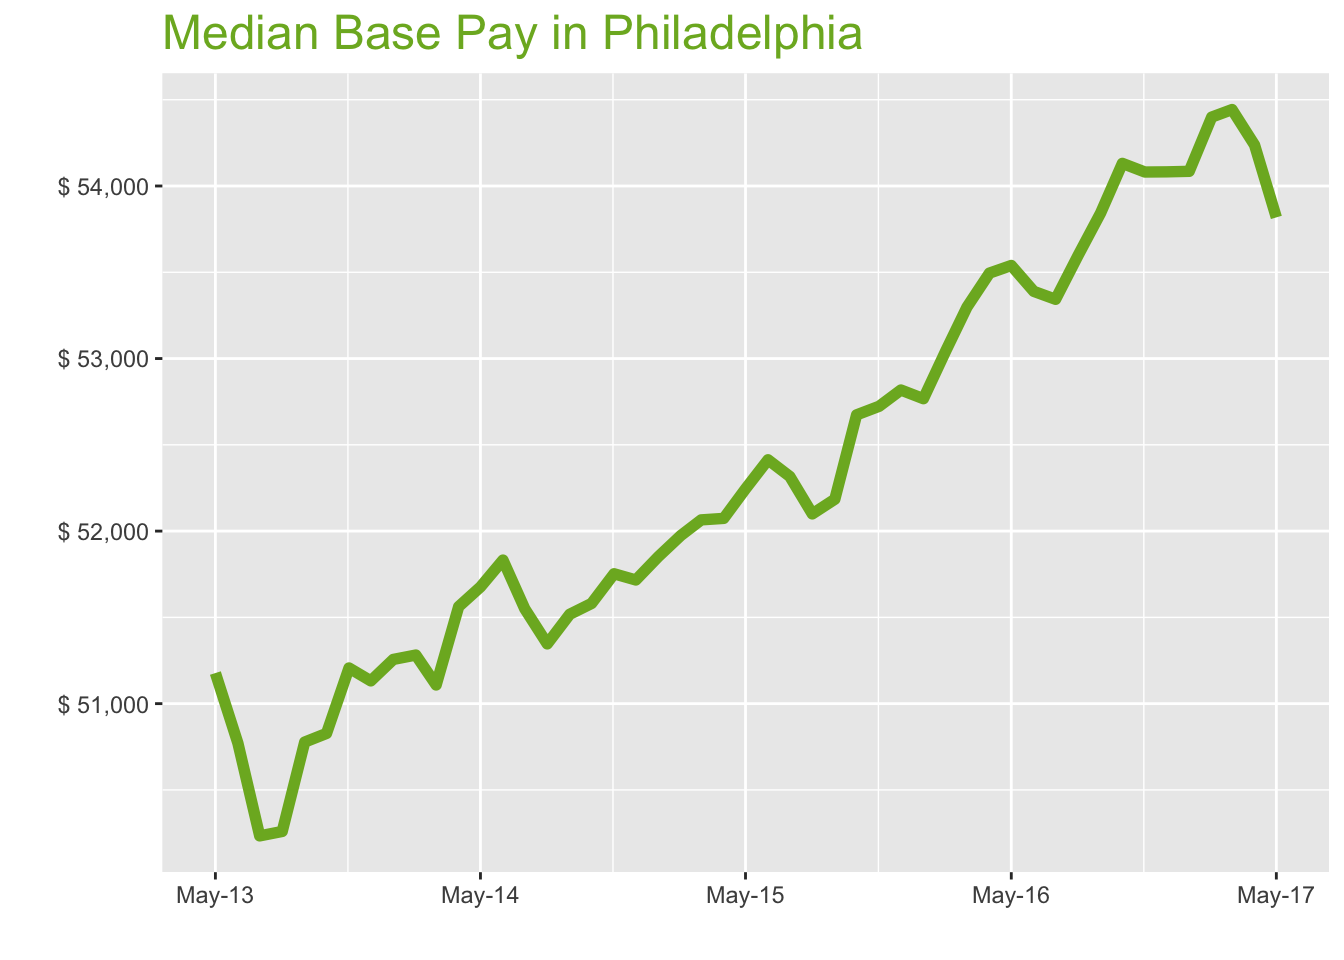 Median Base Pay in Philadelphia
$ 54,000
$ 53,000
$ 52,000
$ 51,000
May-13 May-14 May-15 May-16 May-17